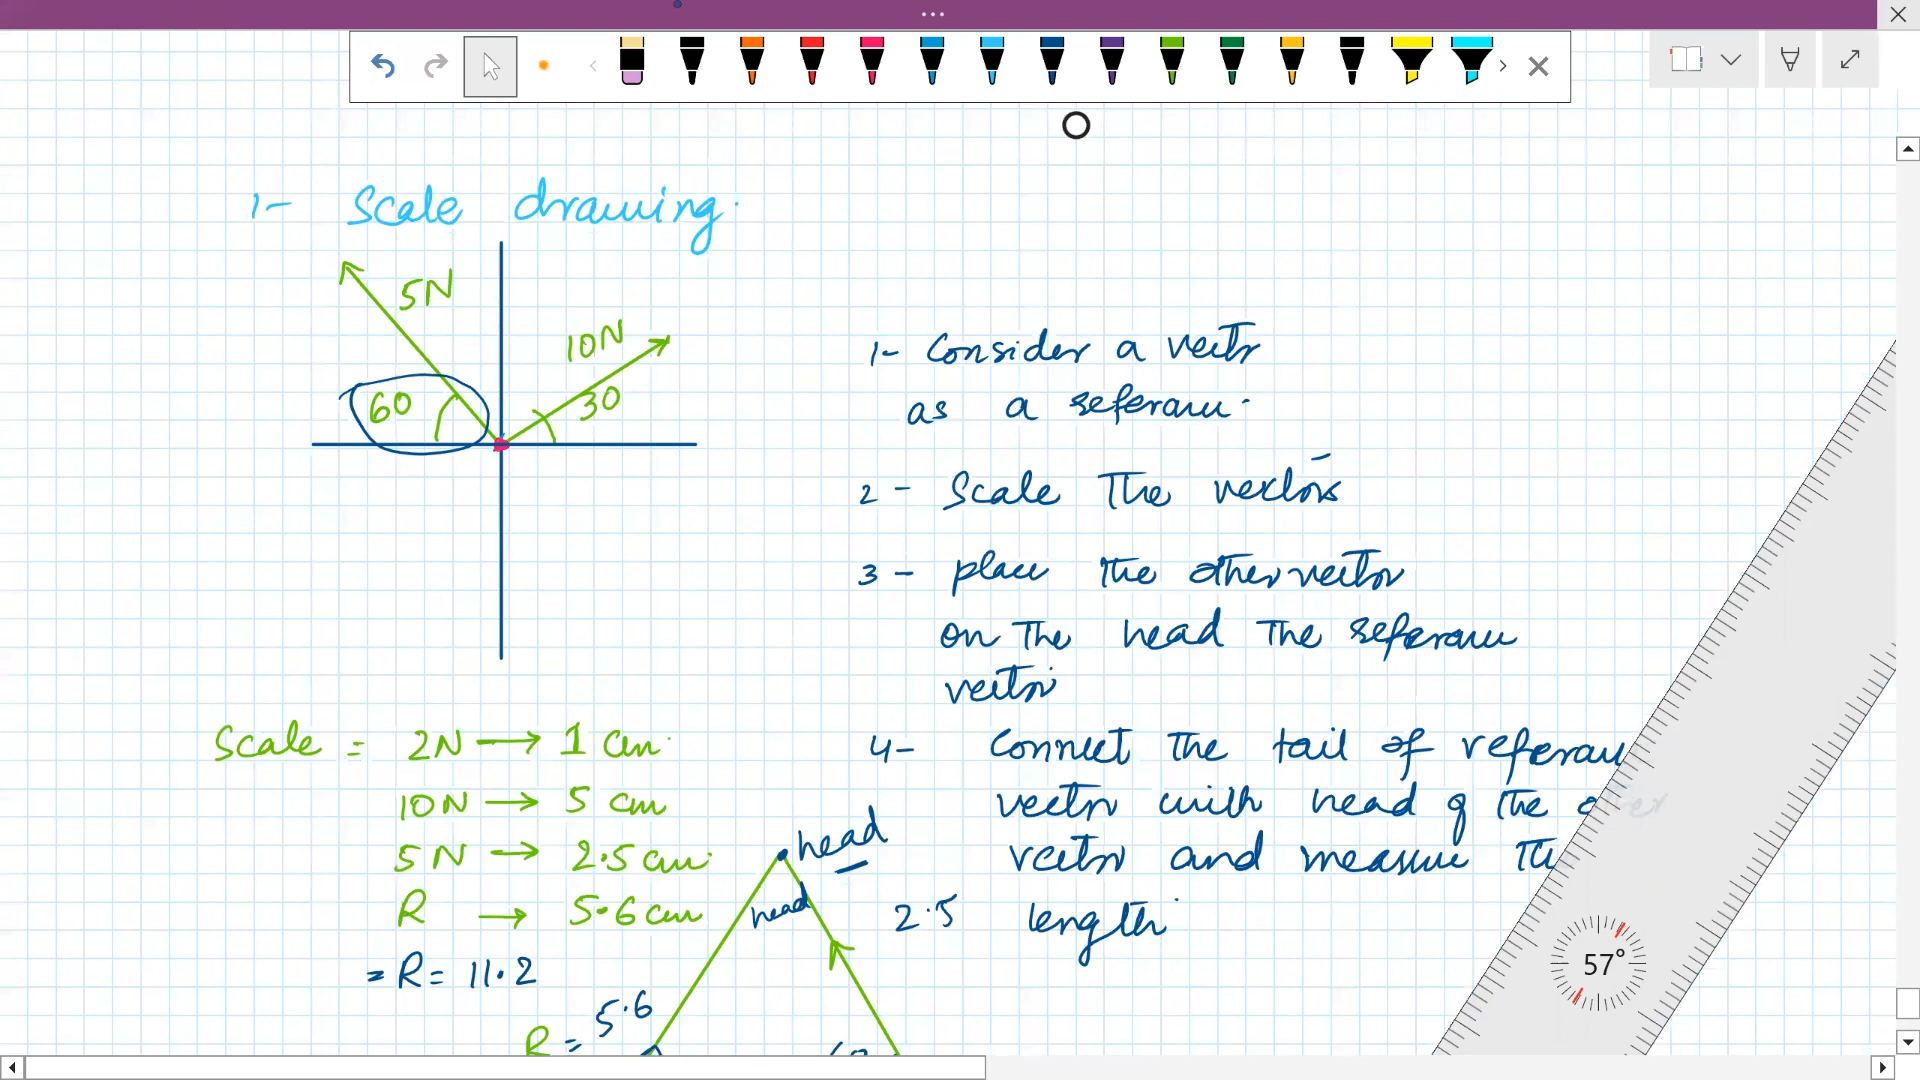 1- Scale drawing.
5N
10N
60
30
1- Consider a vector
as a referance.
2 - Scale The vectors
3 - place the other vector
on The head The referance
vector
Scale = 2N → 1 cm.
4- Connect the tail of referance
10N → 5 cm
vector with head of the other
5N → 2.5 cm.
head
vector and measure the
R → 5.6 cm
head
2.5
length
= R = 11.2
5.6
R =
57°